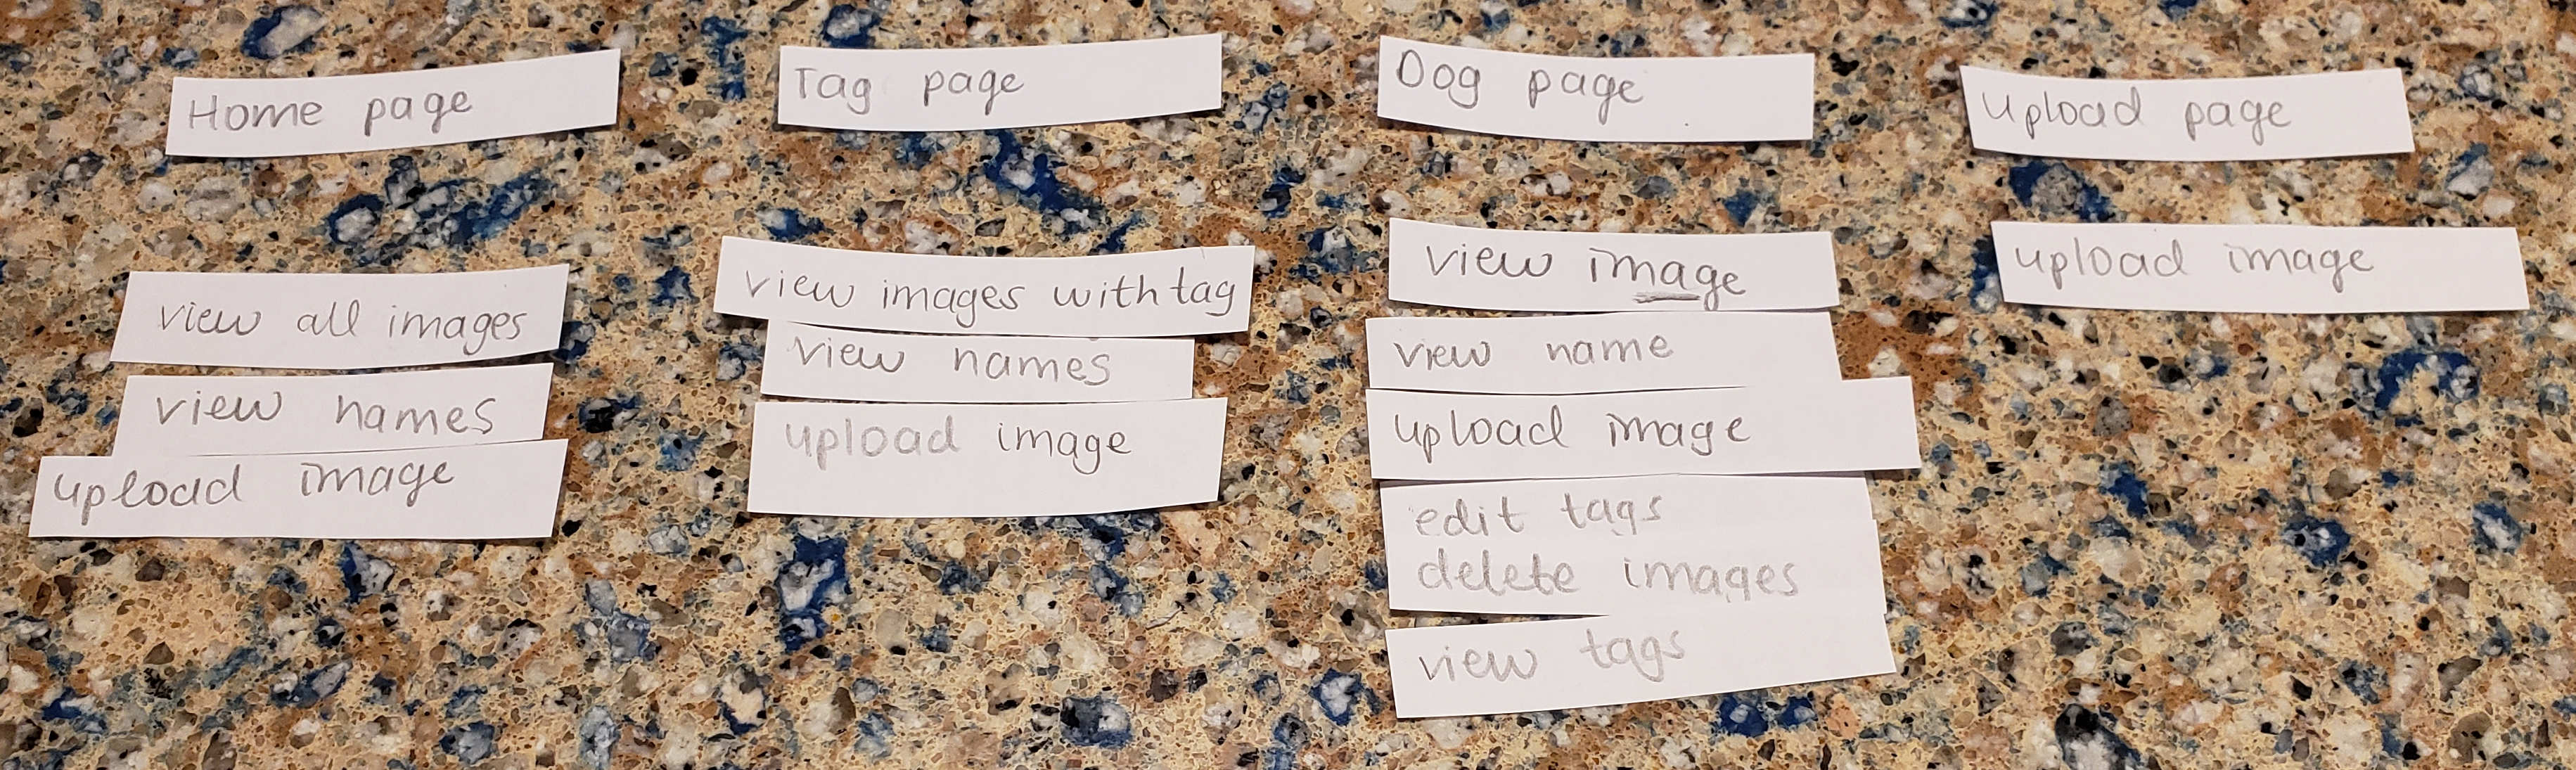 Home page
view all images
view names
upload image
Tag page
view images with tag
view names
upload image
Dog page
view image
view name
upload image
edit tags
delete images
view tags
upload page
upload image